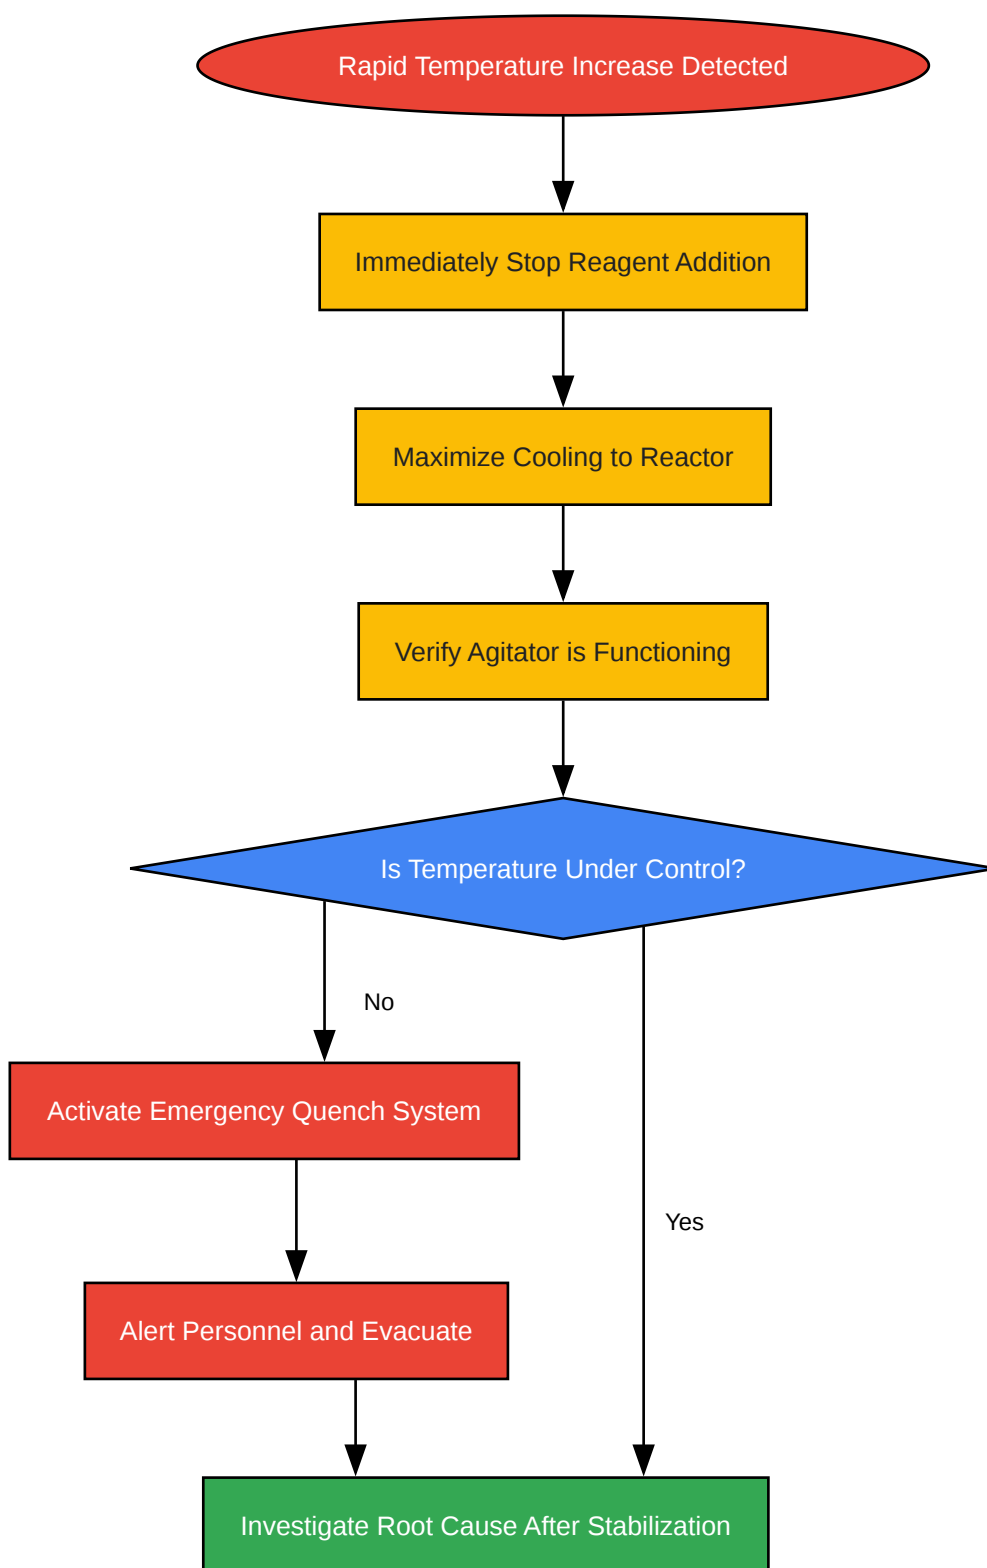 Rapid Temperature Increase Detected
Immediately Stop Reagent Addition
Maximize Cooling to Reactor
Verify Agitator is Functioning
Is Temperature Under Control?
No
Activate Emergency Quench System
Yes
Alert Personnel and Evacuate
Investigate Root Cause After Stabilization